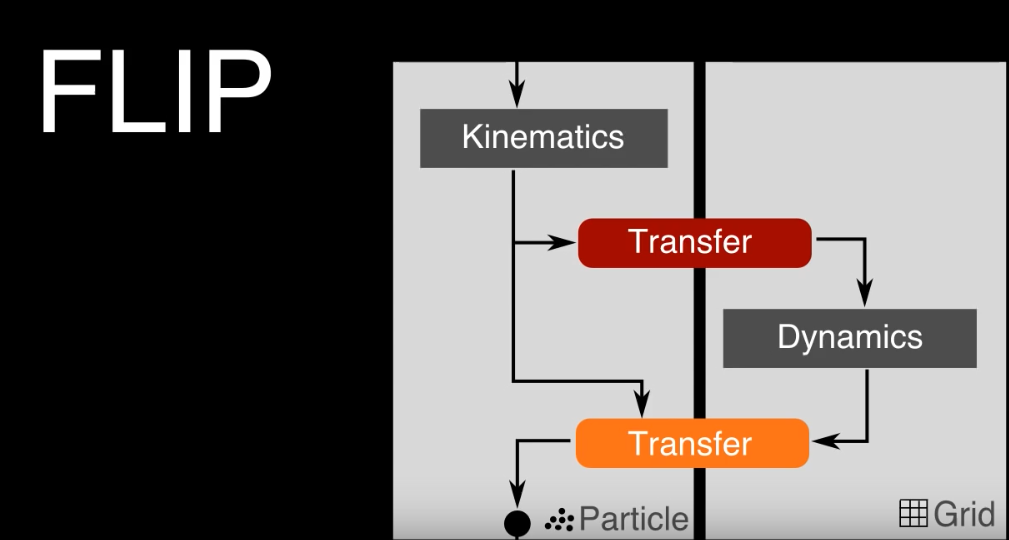 FLIP
Kinematics
Transfer
Dynamics
Transfer
Particle
Grid